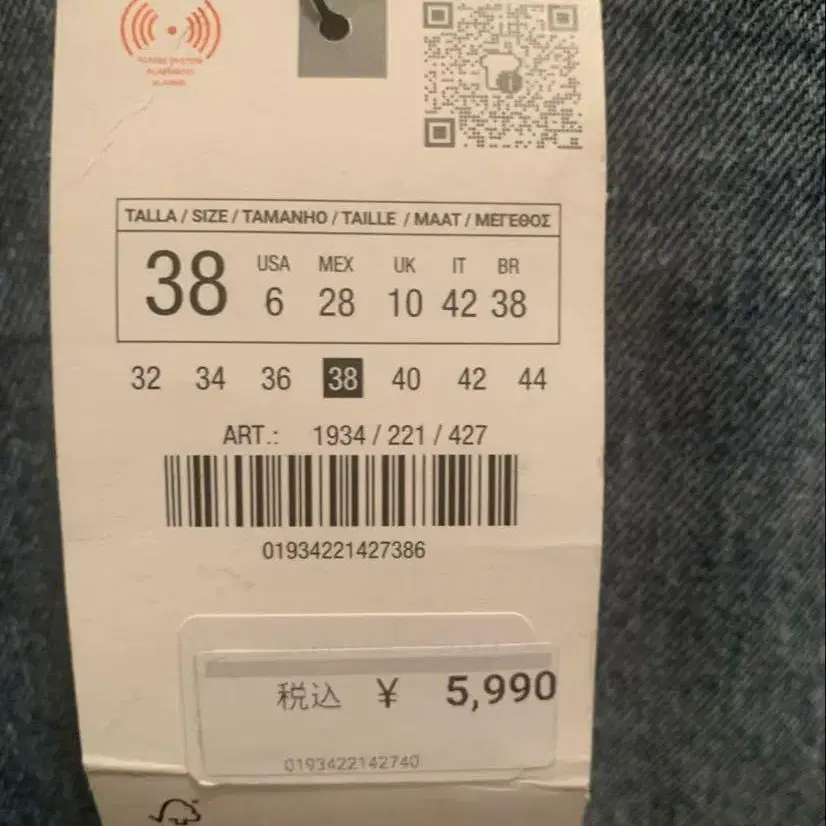 TALLA / SIZE / TAMANHO / TAILLE / MAAT / ΜΕΓΕΘΟΣ
USA MEX UK IT BR
38 6 28 10 42 38
32 34 36 38 40 42 44
ART.: 1934 / 221 / 427
01934221427386
税込 ¥ 5,990
0193422142740